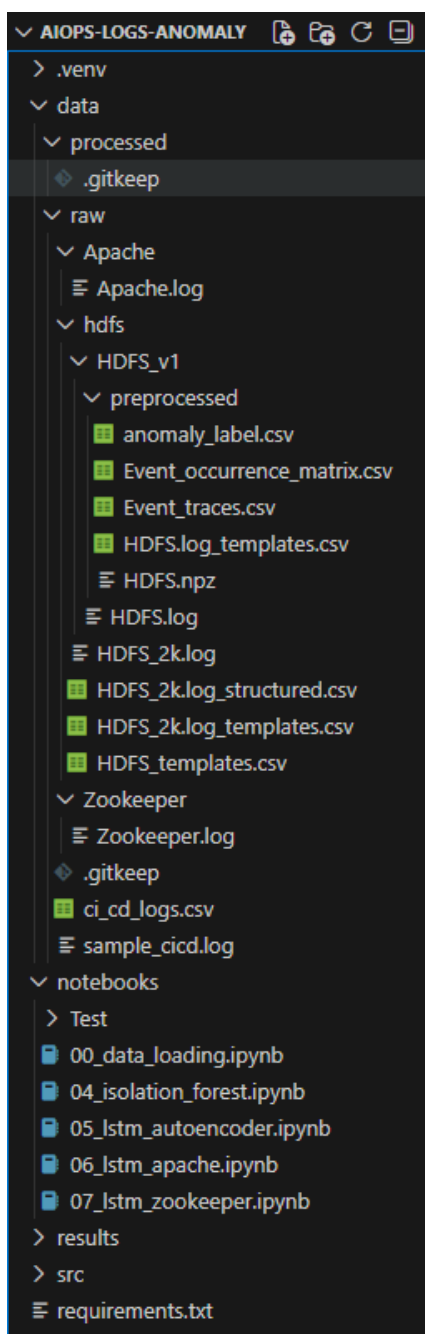 AIOPS-LOGS-ANOMALY
.venv
data
processed
.gitkeep
raw
Apache
Apache.log
hdfs
HDFS_v1
preprocessed
anomaly_label.csv
Event_occurrence_matrix.csv
Event_traces.csv
HDFS.log_templates.csv
HDFS.npz
HDFS.log
HDFS_2k.log
HDFS_2k.log_structured.csv
HDFS_2k.log_templates.csv
HDFS_templates.csv
Zookeeper
Zookeeper.log
.gitkeep
ci_cd_logs.csv
sample_cicd.log
notebooks
Test
00_data_loading.ipynb
04_isolation_forest.ipynb
05_lstm_autoencoder.ipynb
06_lstm_apache.ipynb
07_lstm_zookeeper.ipynb
results
src
requirements.txt